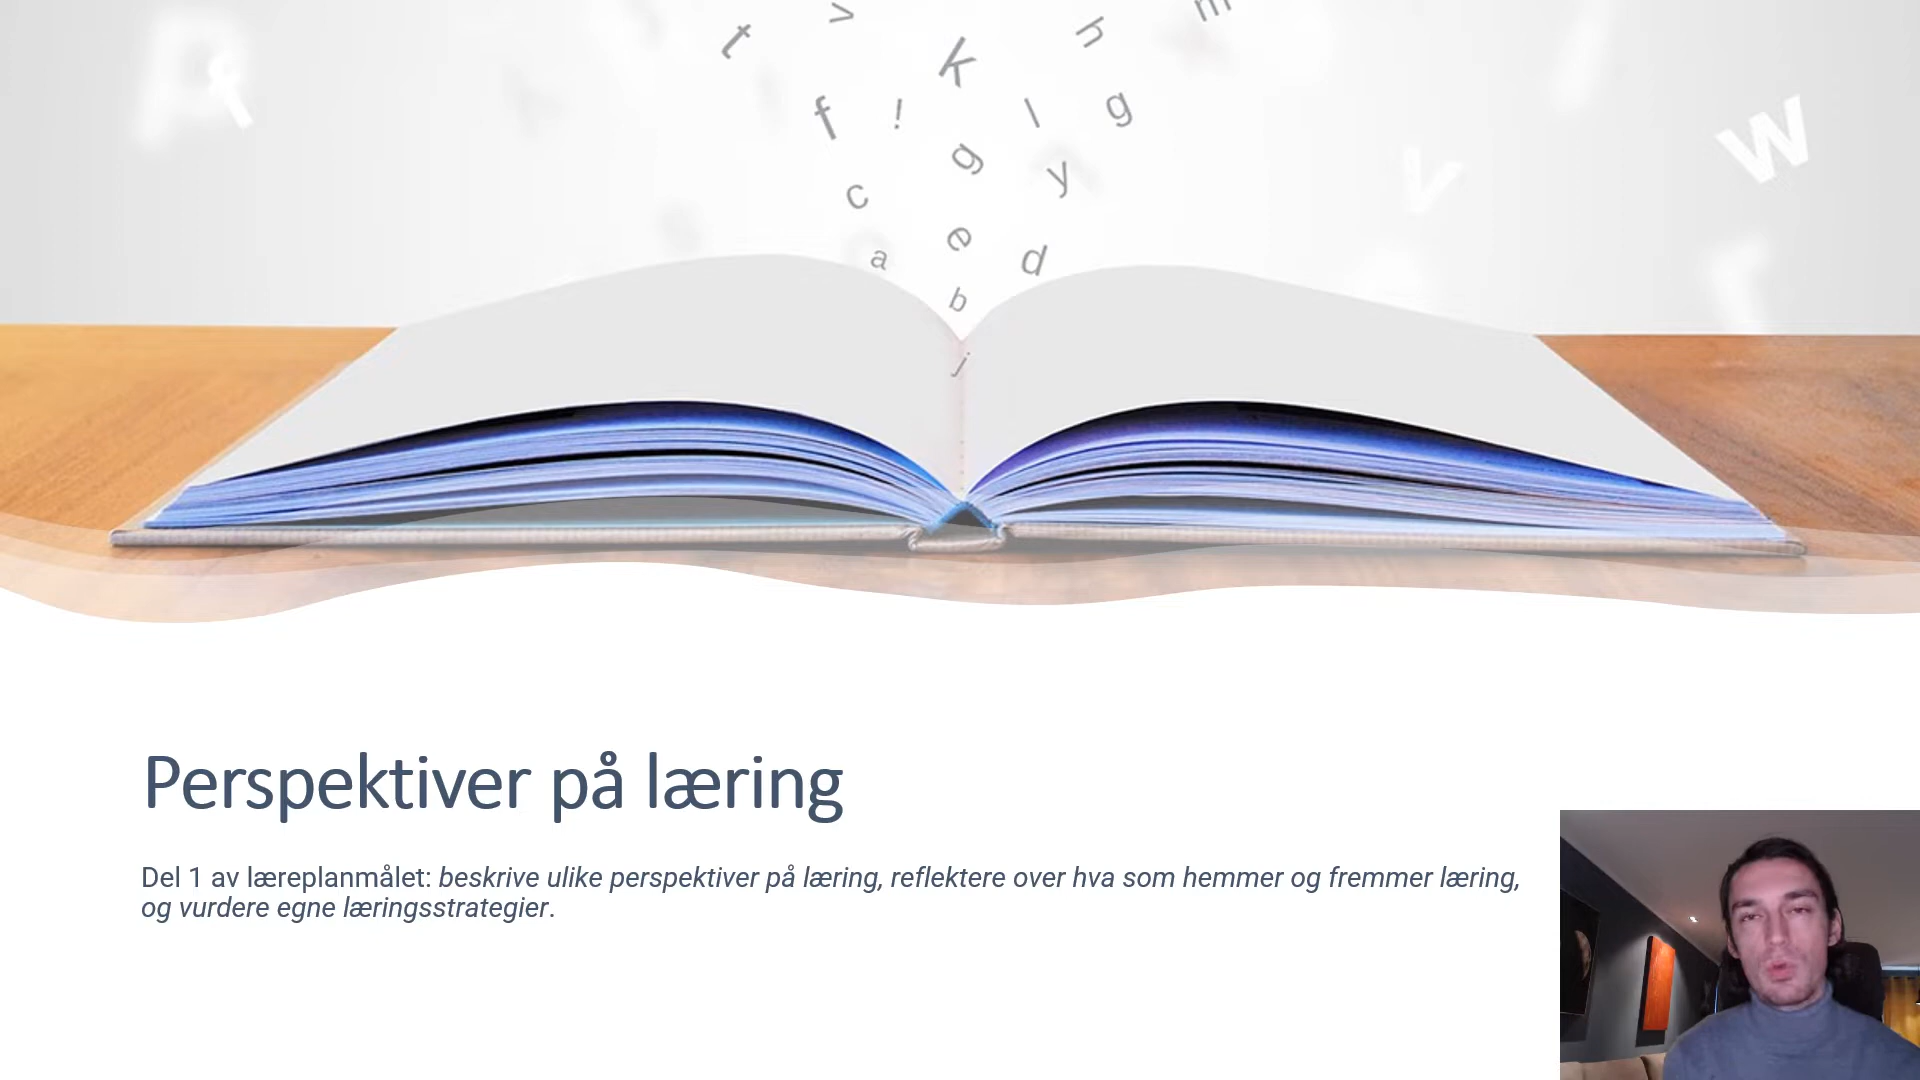 t > k h m
f ! l g
g
c y
e
a d
b
j
w
v
f
Perspektiver på læring
Del 1 av læreplanmålet: beskrive ulike perspektiver på læring, reflektere over hva som hemmer og fremmer læring,
og vurdere egne læringsstrategier.